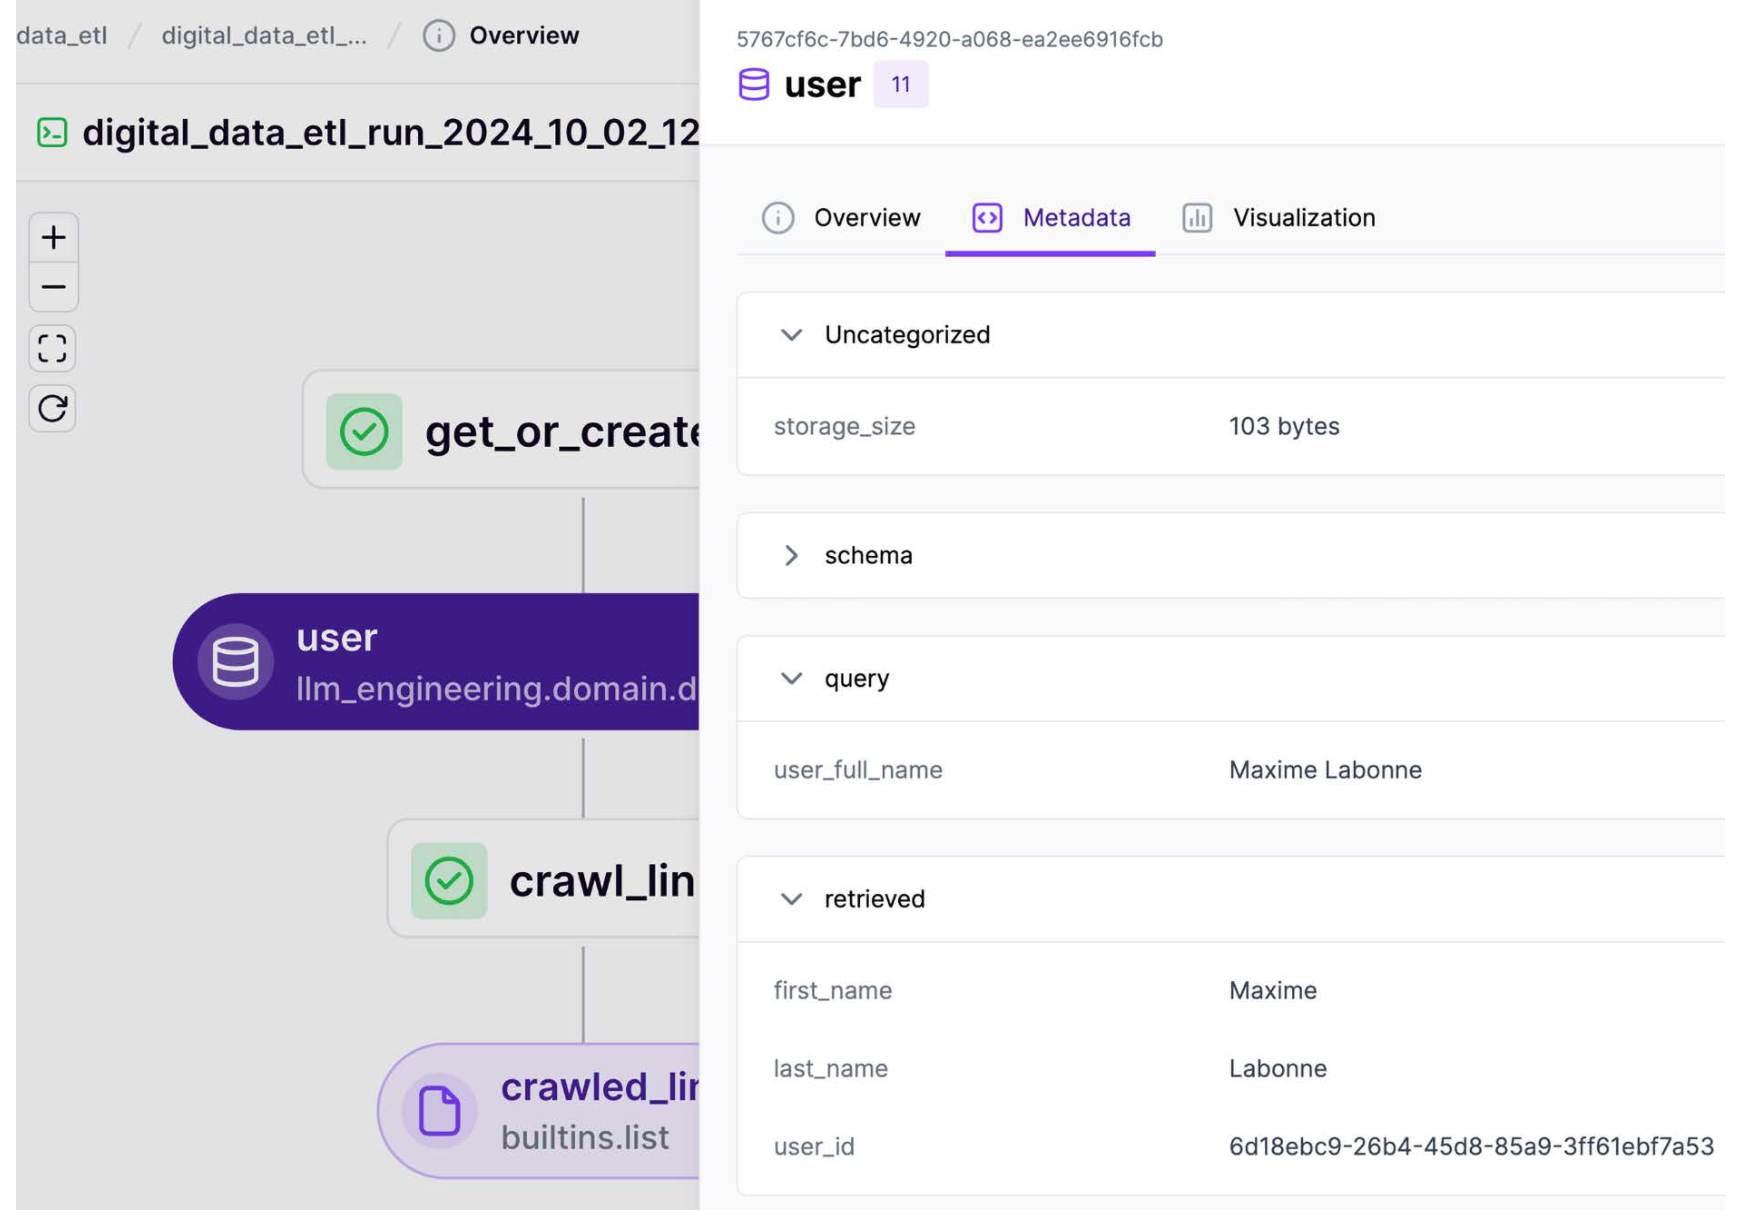 data_etl / digital_data_etl_... / Overview
digital_data_etl_run_2024_10_02_12
get_or_create
user
llm_engineering.domain.d
crawl_lin
crawled_lin
builtins.list
5767cf6c-7bd6-4920-a068-ea2ee6916fcb
user 11
Overview Metadata Visualization
Uncategorized
storage_size 103 bytes
schema
query
user_full_name Maxime Labonne
retrieved
first_name Maxime
last_name Labonne
user_id 6d18ebc9-26b4-45d8-85a9-3ff61ebf7a53